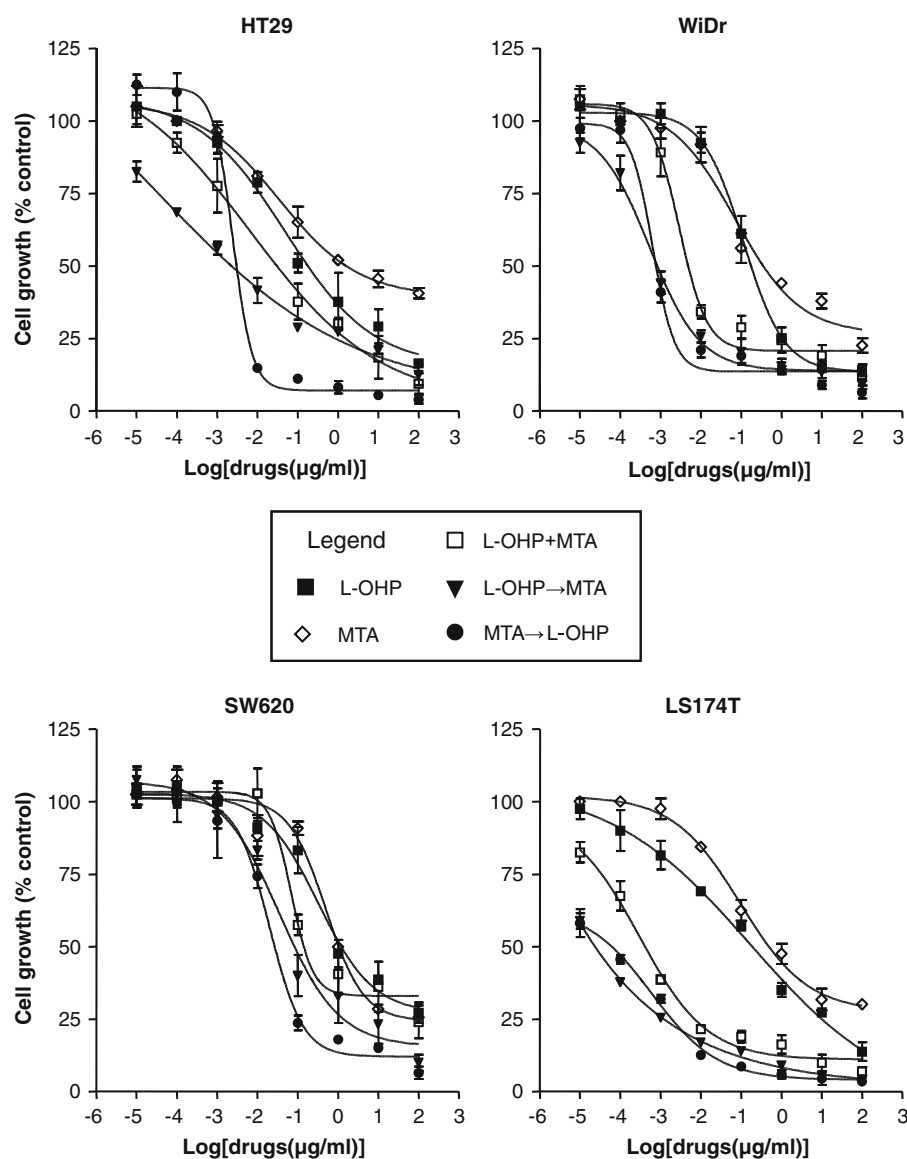 HT29
WiDr
125
100
75
50
25
0
Cell growth (% control)
-6 -5 -4 -3 -2 -1 0 1 2 3
Log[drugs(µg/ml)]
125
100
75
50
25
0
-6 -5 -4 -3 -2 -1 0 1 2 3
Log[drugs(µg/ml)]
Legend
L-OHP+MTA
L-OHP
L-OHP→MTA
MTA
MTA→L-OHP
SW620
LS174T
125
100
75
50
25
0
Cell growth (% control)
-6 -5 -4 -3 -2 -1 0 1 2 3
Log[drugs(µg/ml)]
125
100
75
50
25
0
-6 -5 -4 -3 -2 -1 0 1 2 3
Log[drugs(µg/ml)]